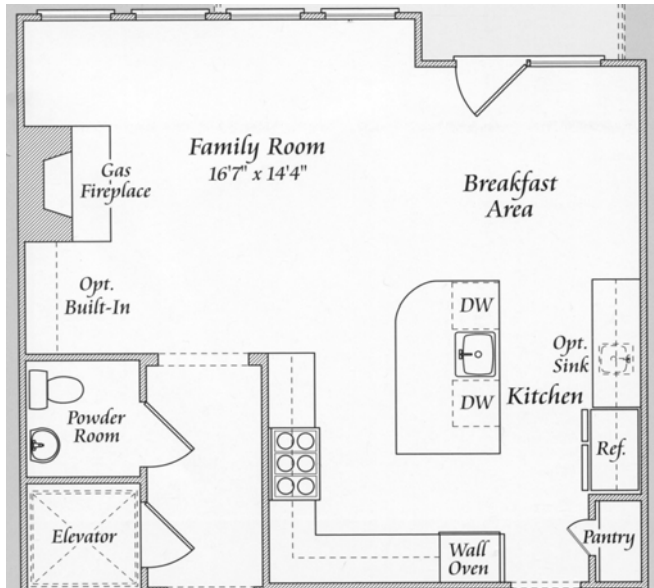 Family Room
16'7" x 14'4"
Gas
Fireplace
Breakfast
Area
Opt.
Built-In
DW
Opt.
Sink
DW
Kitchen
Powder
Room
Ref.
Elevator
Wall
Oven
Pantry